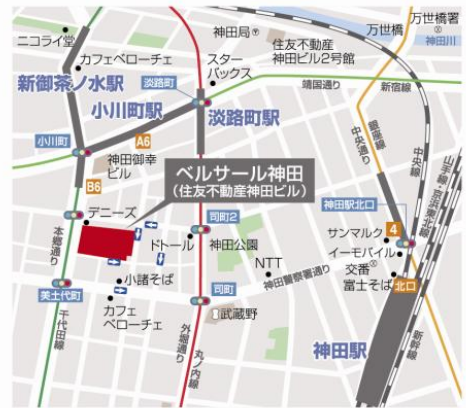 万世橋署
万世橋
神田川
ニコライ堂
神田局
カフェベローチェ
スター
バックス
住友不動産
神田ビル2号館
新御茶ノ水駅
淡路町
靖国通り
新宿線
小川町駅
淡路町駅
小川町
A6
神田御幸
ビル
中央通り
銀座線
中央線
山手線・京浜東北線
ベルサール神田
(住友不動産神田ビル)
B6
神田駅北口
デニーズ
司町2
4
サンマルク
イーモバイル
ドトール
神田公園
本郷通り
NTT
交番
富士そば
北口
小諸そば
神田警察署通り
美土代町
司町
カフェ
ベローチェ
武蔵野
千代田線
外堀通り
丸ノ内線
神田駅
新幹線